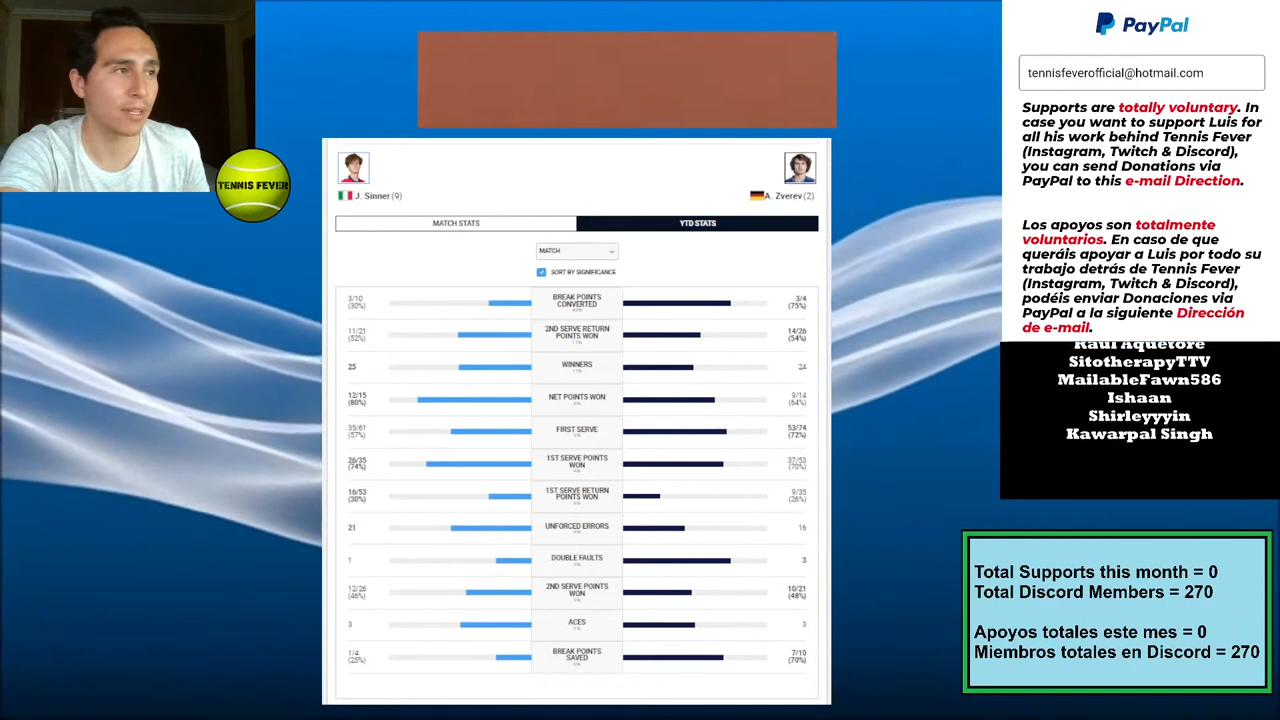 TENNIS FEVER
J. Sinner (9)
A. Zverev (2)
MATCH STATS
YTD STATS
MATCH
SORT BY SIGNIFICANCE
3/10
(30%)
BREAK POINTS
CONVERTED
3/4
(75%)
11/21
(52%)
2ND SERVE RETURN
POINTS WON
14/26
(54%)
25
WINNERS
24
12/15
(80%)
NET POINTS WON
9/14
(64%)
35/61
(57%)
FIRST SERVE
53/74
(72%)
26/35
(74%)
1ST SERVE POINTS
WON
37/53
(70%)
16/53
(30%)
1ST SERVE RETURN
POINTS WON
9/35
(26%)
21
UNFORCED ERRORS
16
1
DOUBLE FAULTS
3
12/26
(46%)
2ND SERVE POINTS
WON
10/21
(48%)
3
ACES
3
1/4
(25%)
BREAK POINTS
SAVED
7/10
(70%)
PayPal
tennisfeverofficial@hotmail.com
Supports are totally voluntary. In
case you want to support Luis for
all his work behind Tennis Fever
(Instagram, Twitch & Discord),
you can send Donations via
PayPal to this e-mail Direction.
Los apoyos son totalmente
voluntarios. En caso de que
queráis apoyar a Luis por todo su
trabajo detrás de Tennis Fever
(Instagram, Twitch & Discord),
podéis enviar Donaciones via
PayPal a la siguiente Dirección
de e-mail.
Raul Aquetore
SitotherapyTTV
MailableFawn586
Ishaan
Shirleyyyin
Kawarpal Singh
Total Supports this month = 0
Total Discord Members = 270
Apoyos totales este mes = 0
Miembros totales en Discord = 270